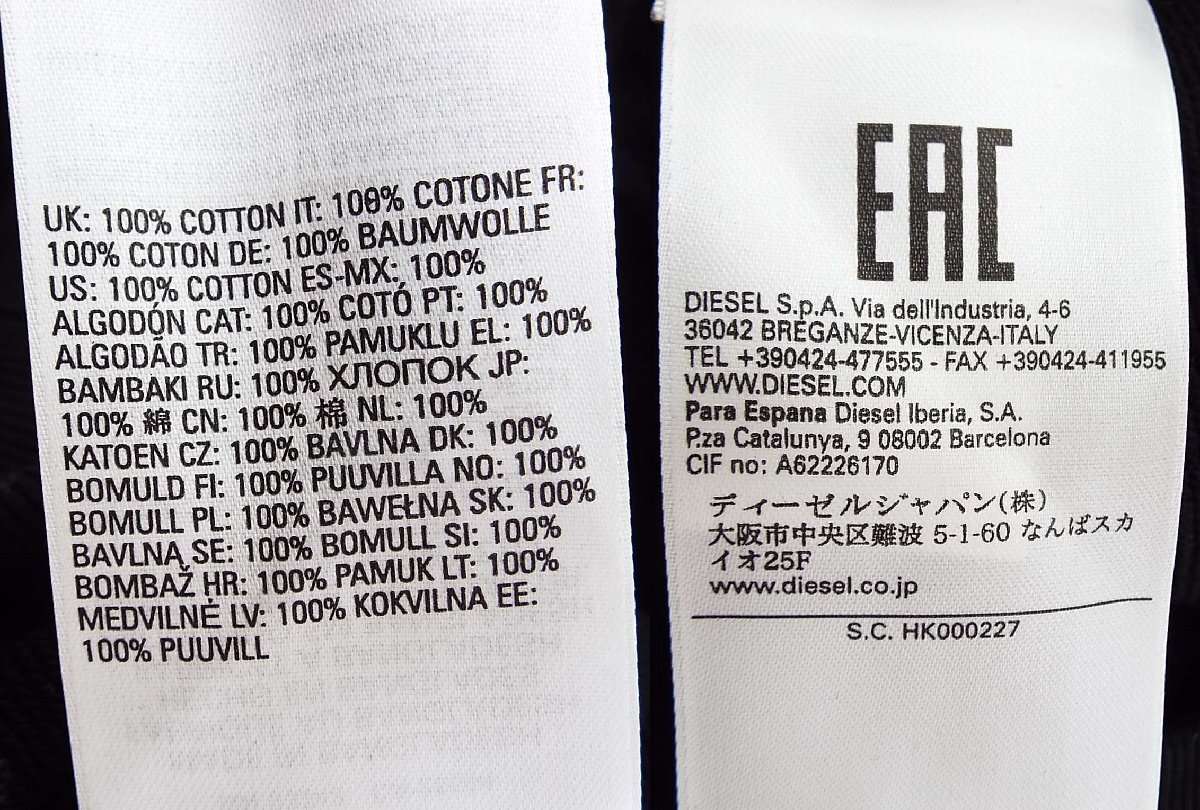 UK: 100% COTTON IT: 100% COTONE FR:
100% COTON DE: 100% BAUMWOLLE
US: 100% COTTON ES-MX: 100%
ALGODÓN CAT: 100% COTÓ PT: 100%
ALGODÃO TR: 100% PAMUKLU EL: 100%
BAMBAKI RU: 100% ХЛОПОК JP:
100% 綿 CN: 100% 棉 NL: 100%
KATOEN CZ: 100% BAVLNA DK: 100%
BOMULD FI: 100% PUUVILLA NO: 100%
BOMULL PL: 100% BAWEŁNA SK: 100%
BAVLNA SE: 100% BOMULL SI: 100%
BOMBAŽ HR: 100% PAMUK LT: 100%
MEDVILNĖ LV: 100% KOKVILNA EE:
100% PUUVILL
EAC
DIESEL S.p.A. Via dell'Industria, 4-6
36042 BREGANZE-VICENZA-ITALY
TEL +390424-477555 - FAX +390424-411955
WWW.DIESEL.COM
Para Espana Diesel Iberia, S.A.
P.za Catalunya, 9 08002 Barcelona
CIF no: A62226170
ディーゼルジャパン(株)
大阪市中央区難波 5-1-60 なんばスカ
イオ25F
www.diesel.co.jp
S.C. HK000227